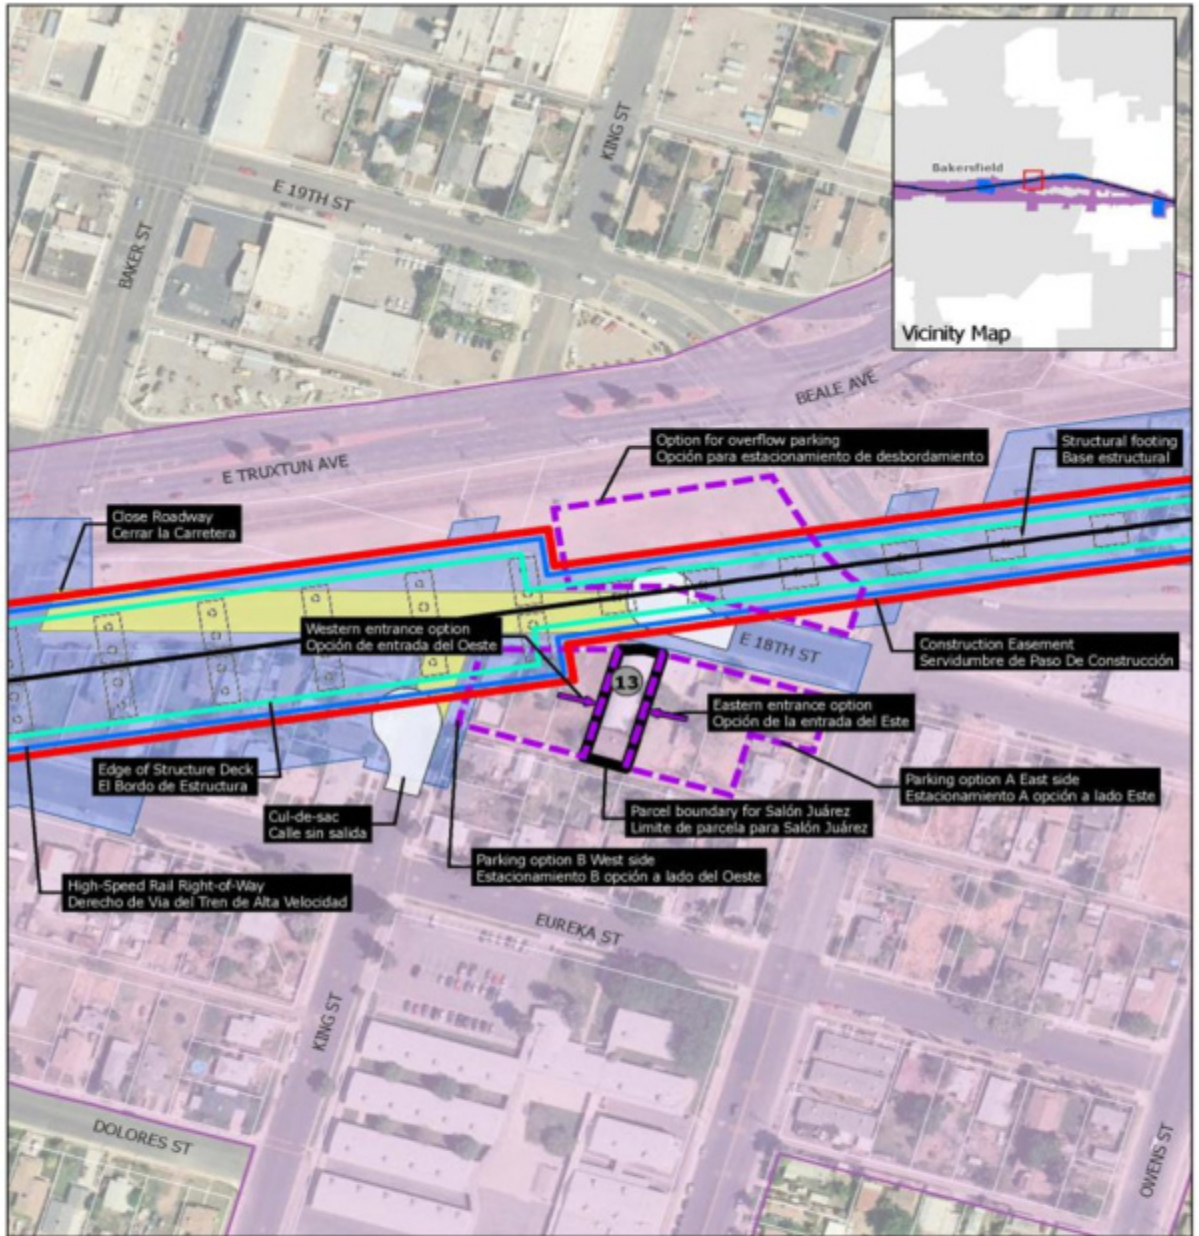 KING ST
Bakersfield
E 19TH ST
BAKER ST
Vicinity Map
BEALE AVE
Option for overflow parking
Opción para estacionamiento de desbordamiento
Structural footing
Base estructural
E TRUXTUN AVE
Close Roadway
Cerrar la Carretera
Western entrance option
Opción de entrada del Oeste
E 18TH ST
Construction Easement
Servidumbre de Paso De Construcción
13
Eastern entrance option
Opción de la entrada del Este
Edge of Structure Deck
El Bordo de Estructura
Parking option A East side
Estacionamiento A opción a lado Este
Cul-de-sac
Calle sin salida
Parcel boundary for Salón Juárez
Limite de parcela para Salón Juárez
Parking option B West side
Estacionamiento B opción a lado del Oeste
High-Speed Rail Right-of-Way
Derecho de Via del Tren de Alta Velocidad
EUREKA ST
KING ST
DOLORES ST
OWENS ST